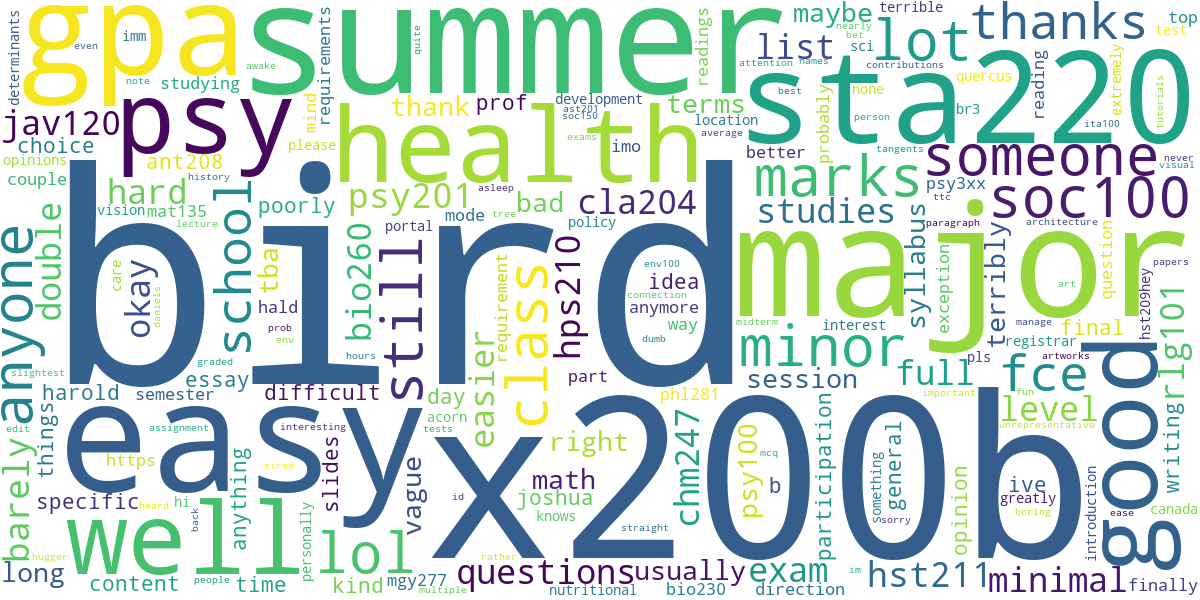 gpa
summer
thanks
top
terrible
maybe
nearly
bet
sci
list
lot
test
sta220
psy
health
imm
even
determinants
requirements
note
awake
quite
studying
mind
readings
attention
names
contributions
quercus
none
extremely
reading
tutorials
jav120
choice
opinions
couple
thank
prof
development
ast201
soc150
terms
location
average
exams
imo
best
person
br3
probably
ita100
tangents
better
never
visual
someone
please
ant208
history
hard
vision
mat135
lecture
poorly
psy201
asleep
bad
cla204
marks
studies
psy3xx
ttc
soc100
paragraph
architecture
papers
mode
tree
portal
policy
double
anyone
school
tba
care
okay
daniels
hald
prob
env
hours
bio260
still
bird
class
requirement
hps210
env100
idea
connection
anymore
way
dumb
major
syllabus
exception
terribly
question
art
hst209hey
rlg101
midterm
interest
manage
final
registrar
minor
pls
artworks
slightest
graded
harold
essay
semester
difficult
part
session
full
fce
fun
good
barely
things
edit
assignment
interesting
easy
day
acorn
tests
easier
phl281
important
level
unrepresentative
writing
https
tired
anything
slides
vague
right
math
joshua
knows
chm247
psy100
mcq
b
participation
something
general
sorry
opinion
ive
greatly
boring
introduction
ease
canada
specific
hi
heard
back
x200b
id
straight
well
lol
personally
hugger
long
content
people
time
kind
mgy277
multiple
rather
questions
usually
nutritional
bio230
exam
direction
im
hst211
minimal
finally